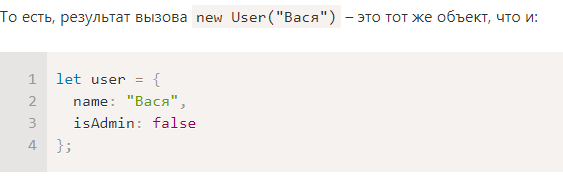 То есть, результат вызова new User("Вася") – это тот же объект, что и:
1 let user = {
2   name: "Вася",
3   isAdmin: false
4 };